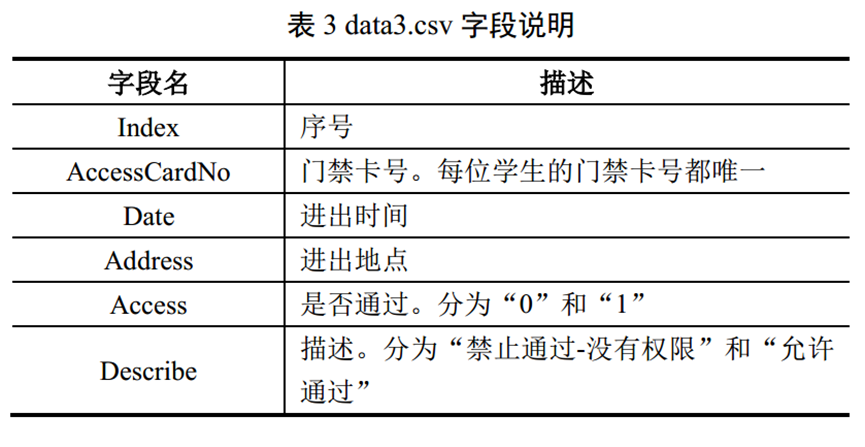 表 3 data3.csv 字段说明
字段名 描述
Index 序号
AccessCardNo 门禁卡号。每位学生的门禁卡号都唯一
Date 进出时间
Address 进出地点
Access 是否通过。分为“0”和“1”
Describe 描述。分为“禁止通过-没有权限”和“允许
通过”